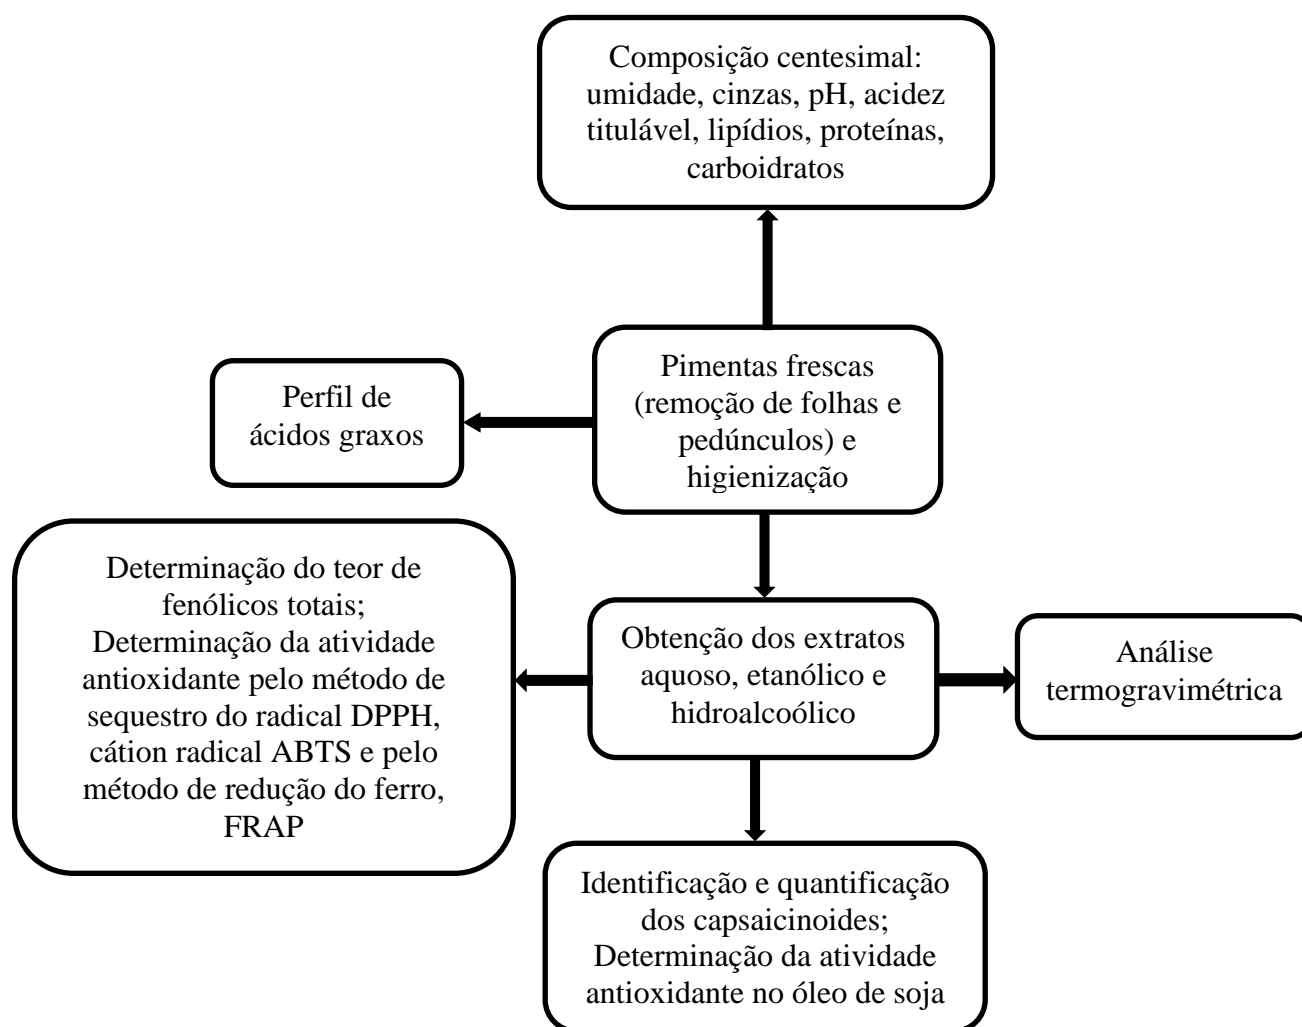 Composição centesimal:
umidade, cinzas, pH, acidez
titulável, lipídios, proteínas,
carboidratos
Pimentas frescas
(remoção de folhas e
pedúnculos) e
higienização
Perfil de
ácidos graxos
Determinação do teor de
fenólicos totais;
Determinação da atividade
antioxidante pelo método de
sequestro do radical DPPH,
cátion radical ABTS e pelo
método de redução do ferro,
FRAP
Obtenção dos extratos
aquoso, etanólico e
hidroalcoólico
Análise
termogravimétrica
Identificação e quantificação
dos capsaicinoides;
Determinação da atividade
antioxidante no óleo de soja